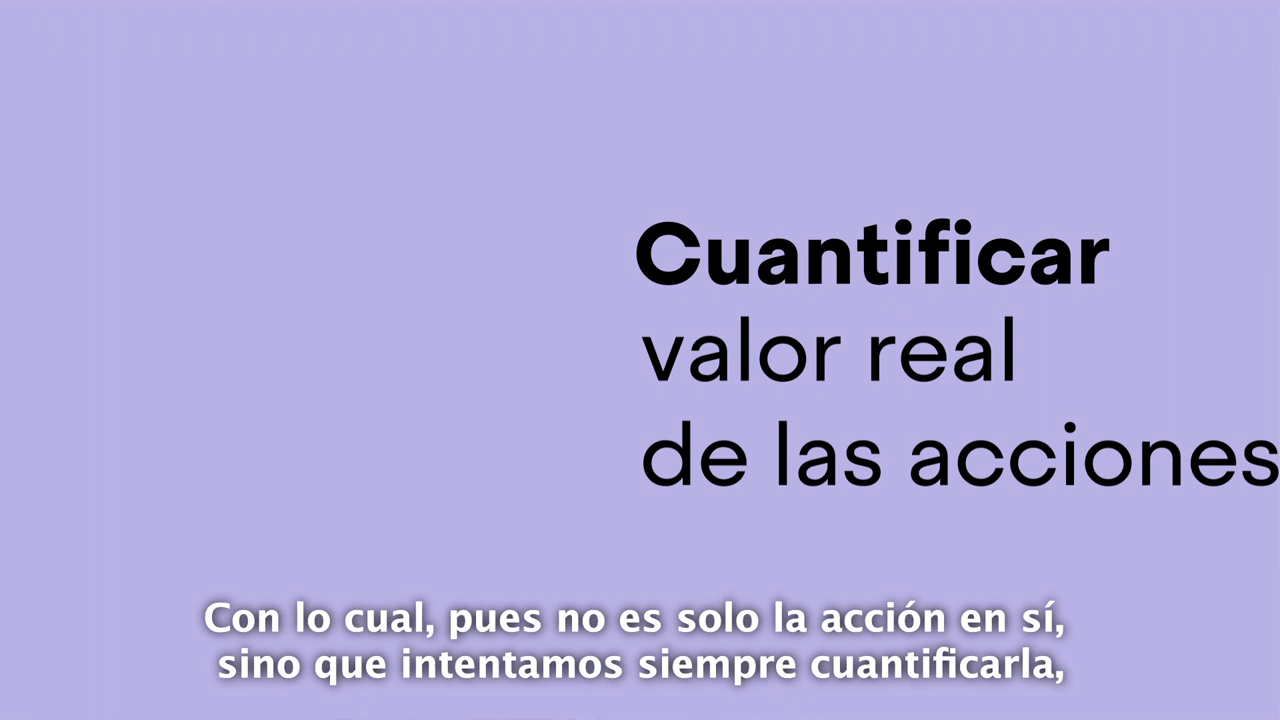 Cuantificar
valor real
de las acciones
Con lo cual, pues no es solo la acción en sí,
sino que intentamos siempre cuantificarla,